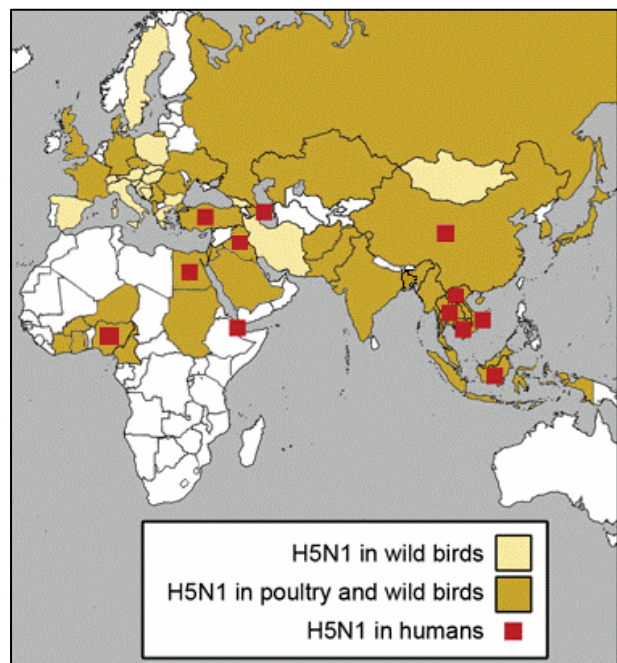 H5N1 in wild birds
H5N1 in poultry and wild birds
H5N1 in humans